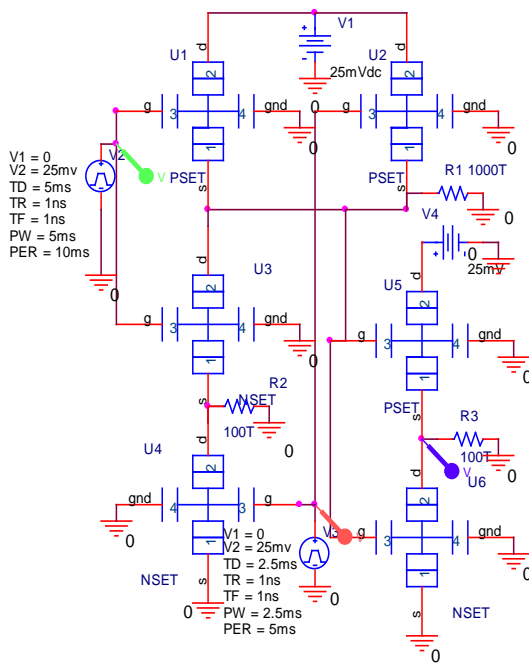 V1
U1
U2
d
d
2
2
25mVdc
0
g
3
4
gnd
g
3
4
gnd
1
1
0
0
V1 = 0
V2
V2 = 25mv
TD = 5ms
TR = 1ns
TF = 1ns
PW = 5ms
PER = 10ms
V
PSET
s
PSET
s
R1 1000T
0
V4
0
25mV
0
d
U3
d
U5
2
2
g
3
4
gnd
g
3
4
gnd
1
1
0
0
s
NSET
R2
100T
0
PSET
s
R3
100T
0
V
U6
U4
d
d
2
2
gnd
4
3
g
0
1
V
V3
g
3
4
gnd
1
0
V1 = 0
V2 = 25mv
TD = 2.5ms
TR = 1ns
TF = 1ns
PW = 2.5ms
PER = 5ms
NSET
s
0
0
NSET
s
0